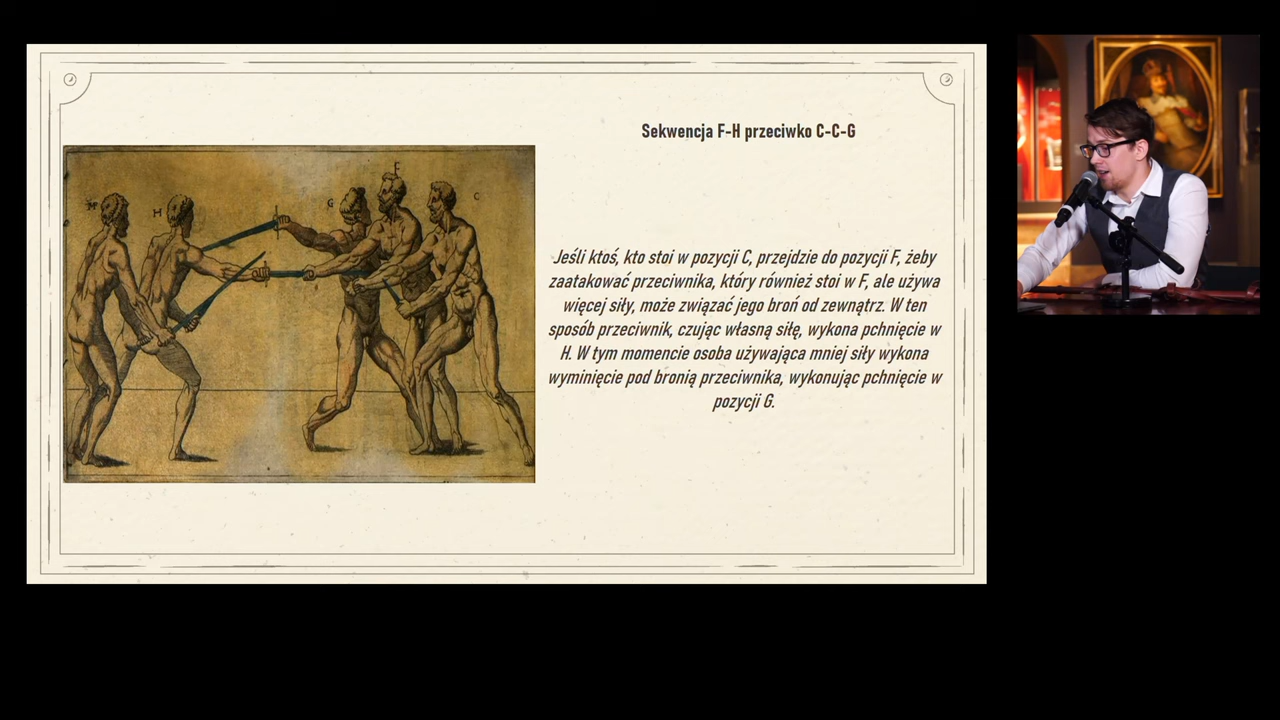 Sekwencja F-H przeciwko C-C-G
F
G
C
H
Jeśli ktoś, kto stoi w pozycji C, przejdzie do pozycji F, żeby
zaatakować przeciwnika, który również stoi w F, ale używa
więcej siły, może związać jego broń od zewnątrz. W ten
sposób przeciwnik, czując własną siłę, wykona pchnięcie w
H. W tym momencie osoba używająca mniej siły wykona
wyminięcie pod bronią przeciwnika, wykonując pchnięcie w
pozycji G.